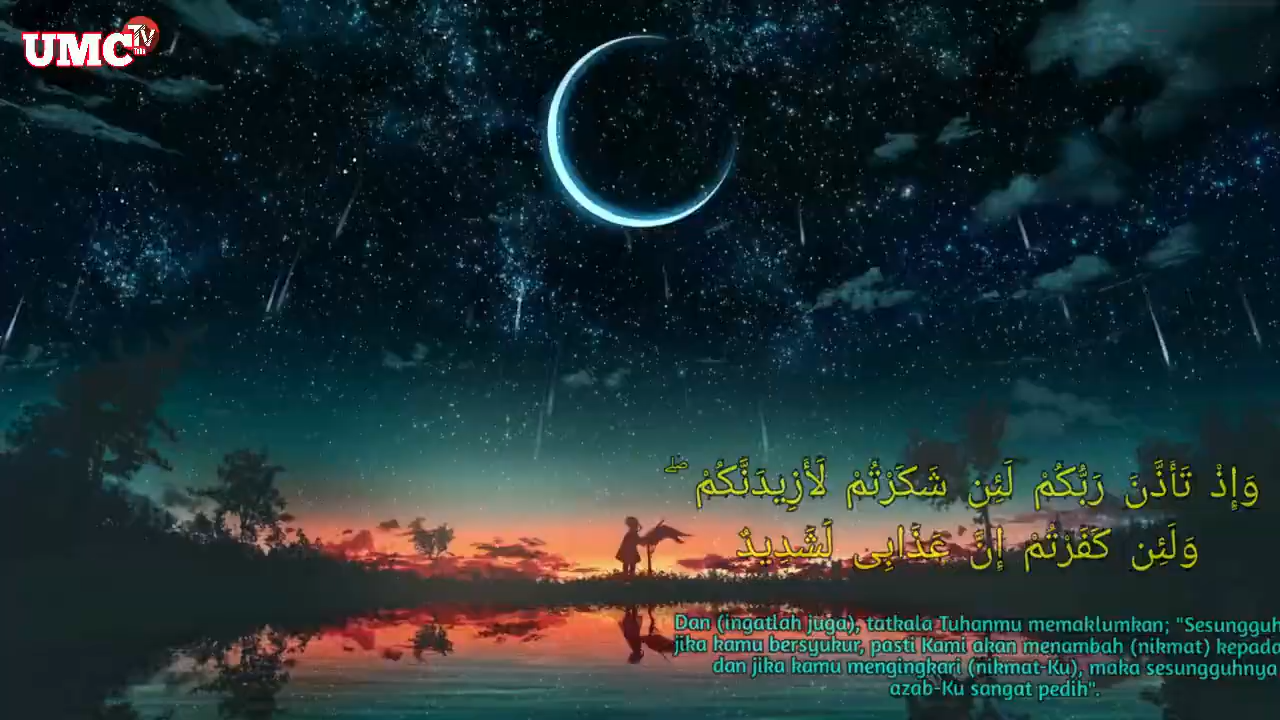 UMC TV
وَإِذْ تَأَذَّنَ رَبُّكُمْ لَئِن شَكَرْتُمْ لَأَزِيدَنَّكُمْ ۖ
وَلَئِن كَفَرْتُمْ إِنَّ عَذَابِى لَشَدِيدٌ
Dan (ingatlah juga), tatkala Tuhanmu memaklumkan; "Sesungguh
jika kamu bersyukur, pasti Kami akan menambah (nikmat) kepada
dan jika kamu mengingkari (nikmat-Ku), maka sesungguhnya
azab-Ku sangat pedih".